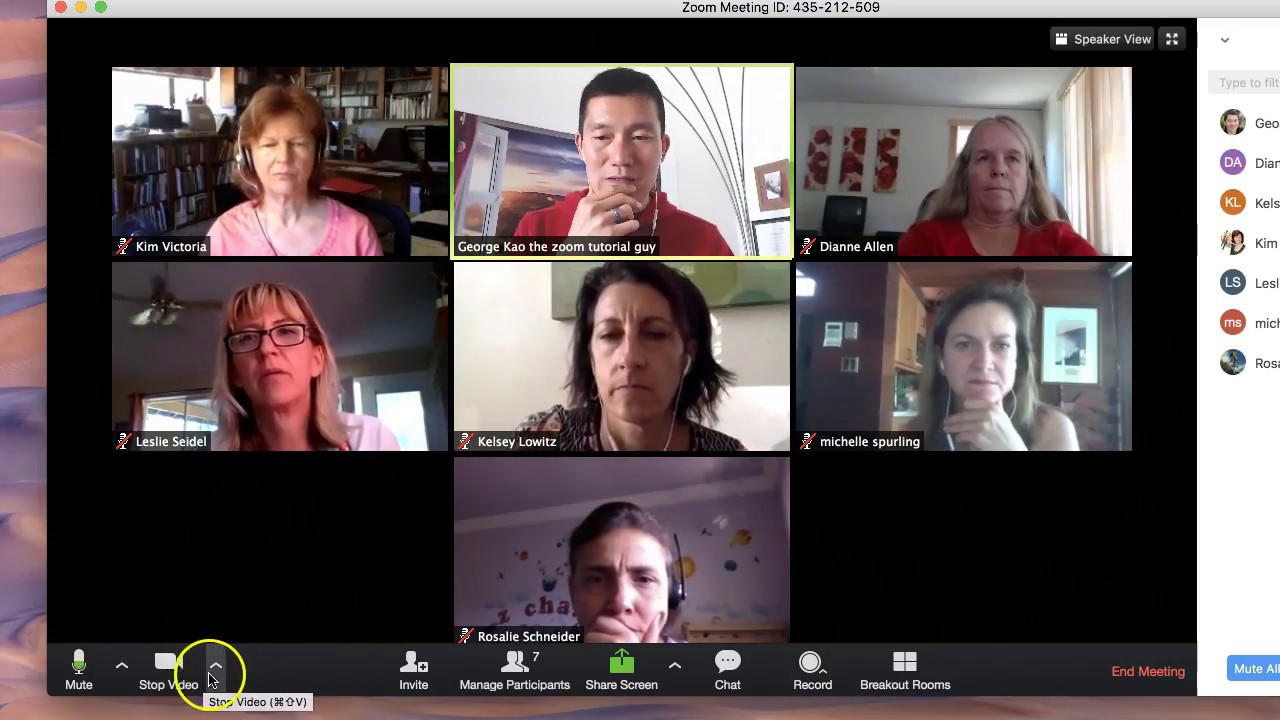 Zoom Meeting ID: 435-212-509
Speaker View
Type to filt
Kim Victoria
George Kao the zoom tutorial guy
Dianne Allen
Geo
DA Dian
KL Kels
Kim
LS Lesl
ms mich
Rosa
Leslie Seidel
Kelsey Lowitz
michelle spurling
z cha
Rosalie Schneider
Mute
Stop Video
Invite
7
Manage Participants
Share Screen
Chat
Record
Breakout Rooms
End Meeting
Mute All
Stop Video (⌘⇧V)